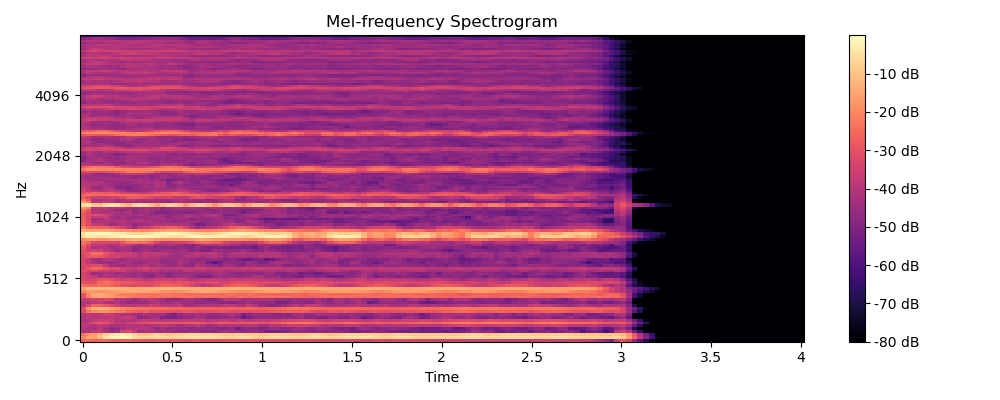 Mel-frequency Spectrogram
4096
2048
1024
512
0
Hz
0
0.5
1
1.5
2
2.5
3
3.5
4
Time
-10 dB
-20 dB
-30 dB
-40 dB
-50 dB
-60 dB
-70 dB
-80 dB